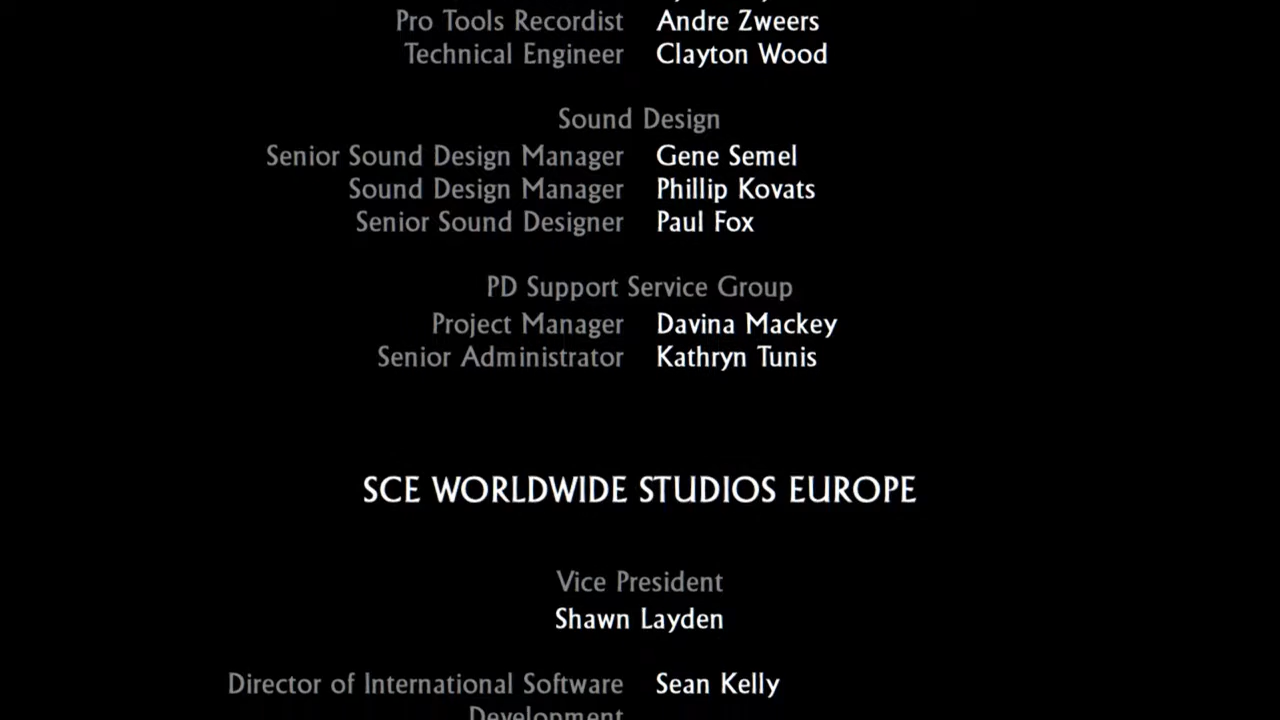 Pro Tools Recordist Andre Zweers
Technical Engineer Clayton Wood
Sound Design
Senior Sound Design Manager Gene Semel
Sound Design Manager Phillip Kovats
Senior Sound Designer Paul Fox
PD Support Service Group
Project Manager Davina Mackey
Senior Administrator Kathryn Tunis
SCE WORLDWIDE STUDIOS EUROPE
Vice President
Shawn Layden
Director of International Software Sean Kelly
Development